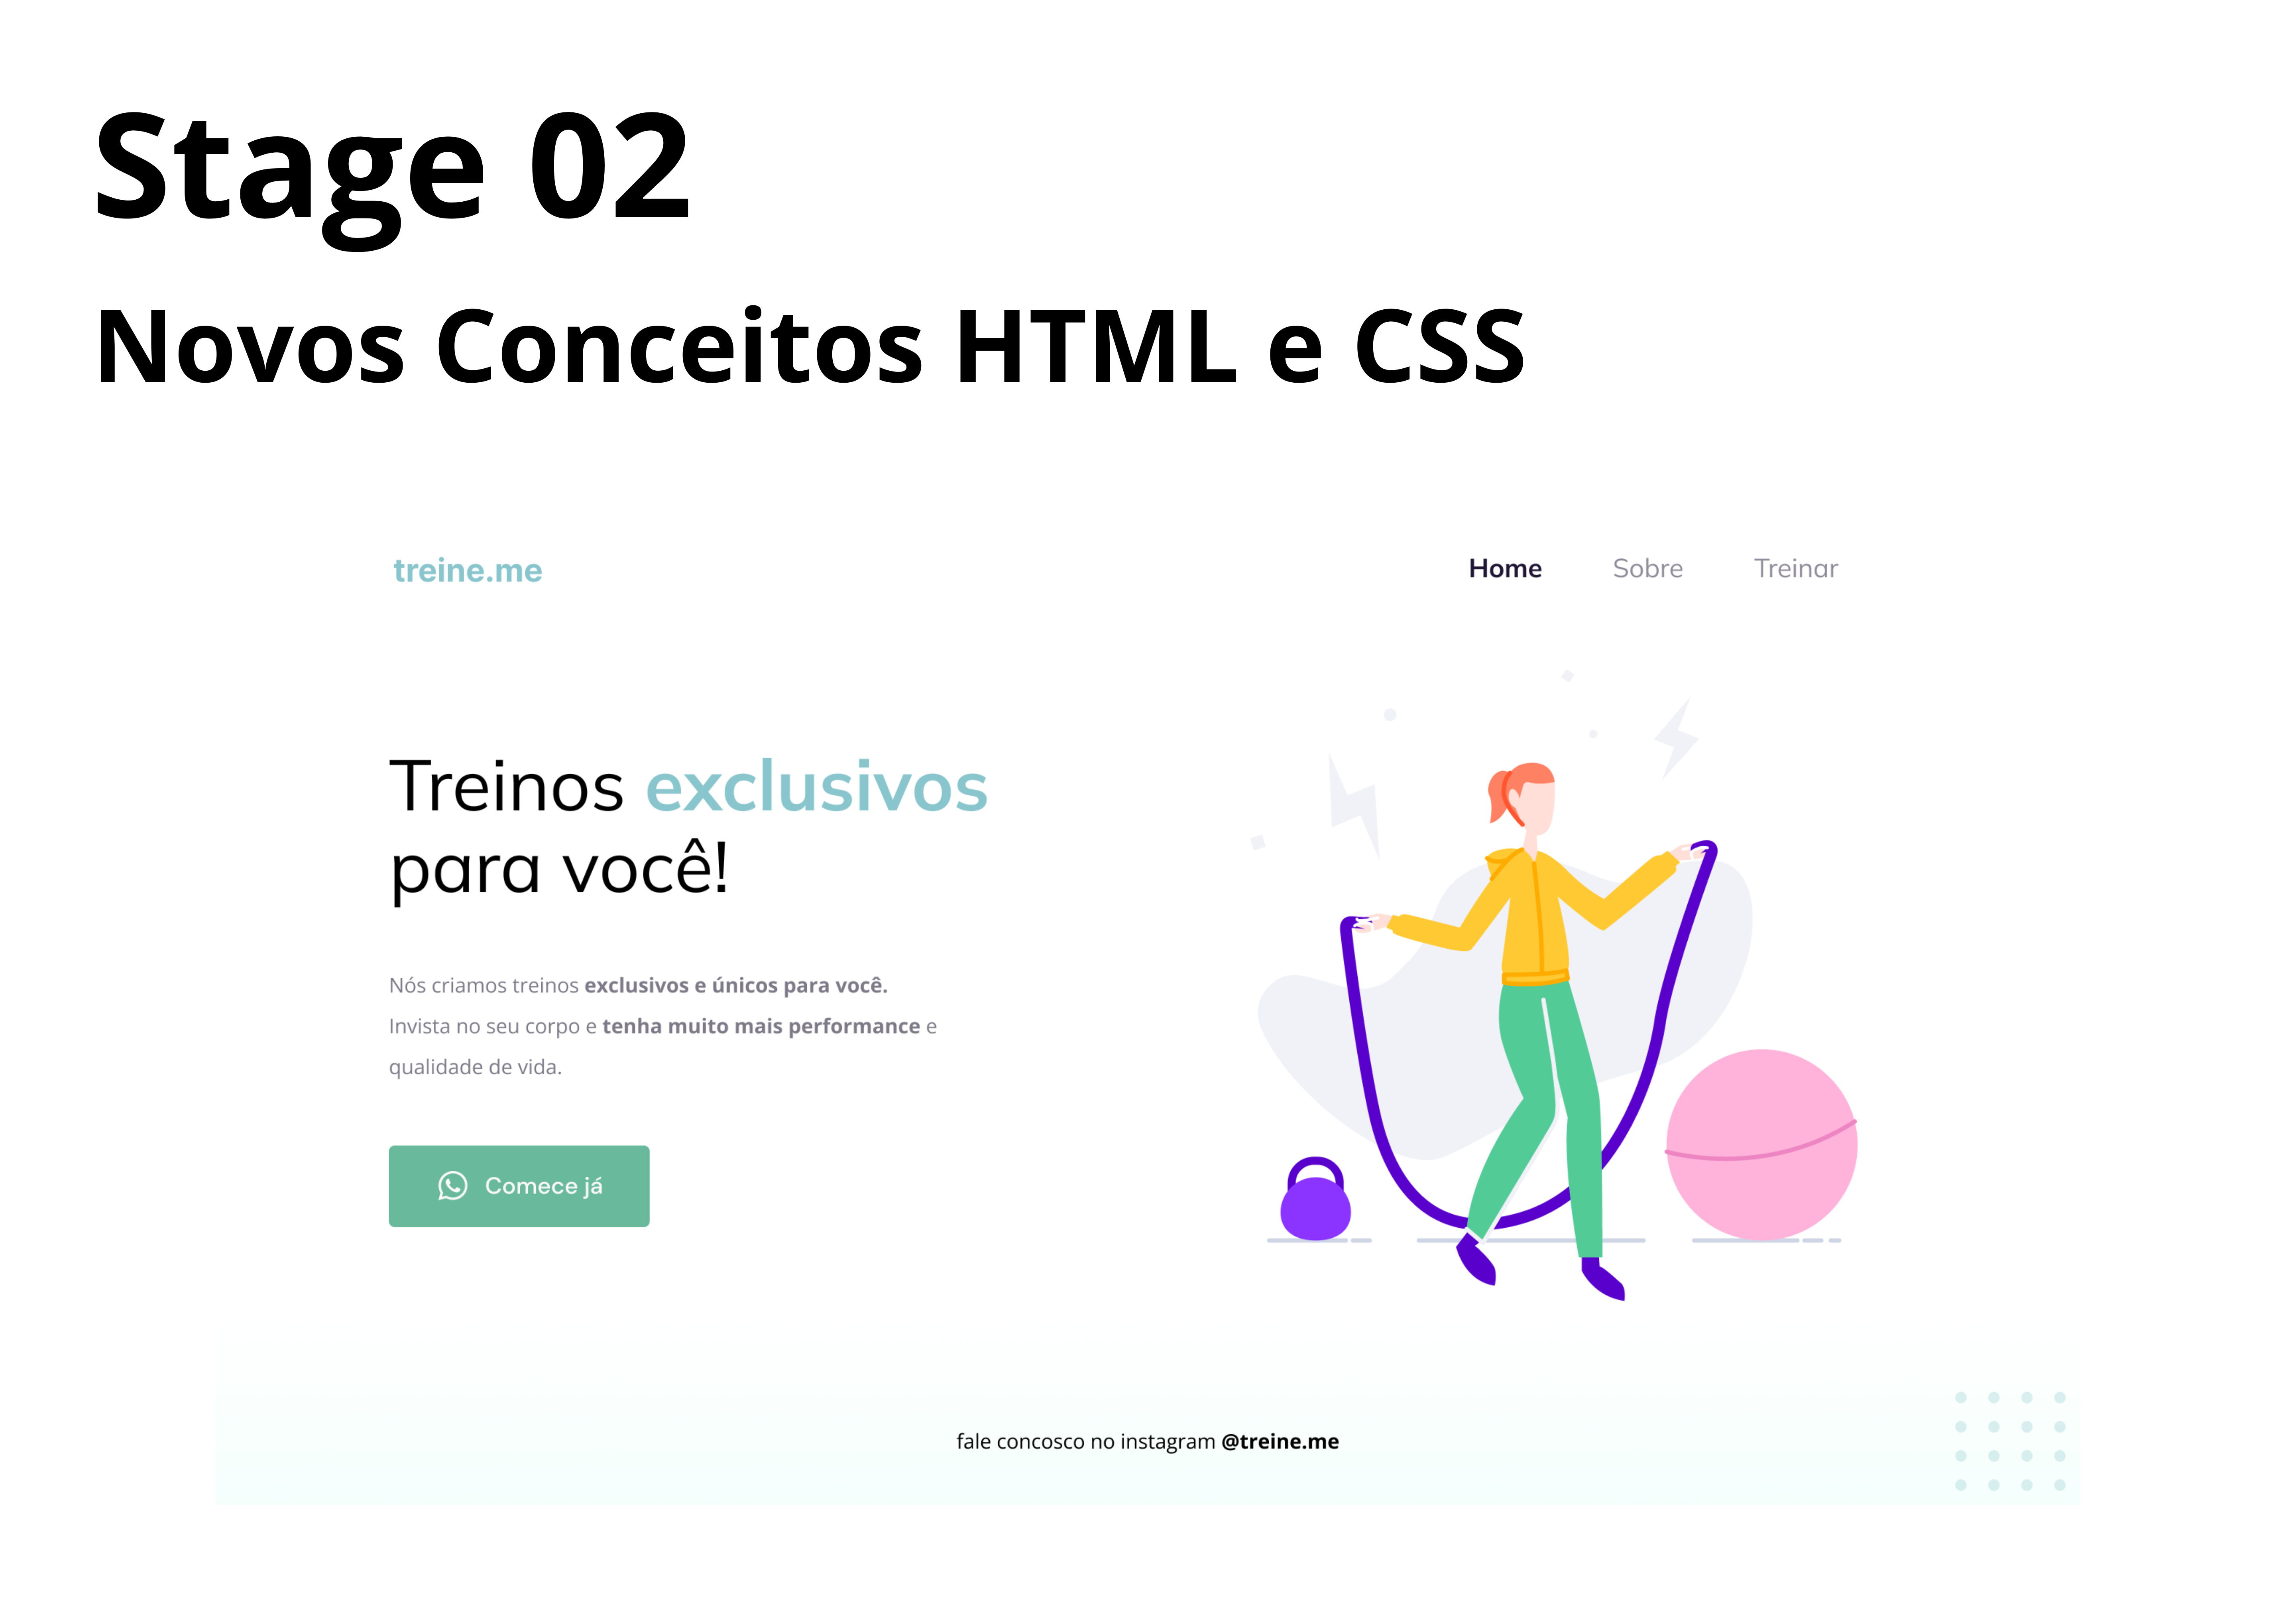 Stage 02
Novos Conceitos HTML e CSS
treine.me
Home Sobre Treinar
Treinos exclusivos
para você!
Nós criamos treinos exclusivos e únicos para você.
Invista no seu corpo e tenha muito mais performance e
qualidade de vida.
Comece já
fale concosco no instagram @treine.me